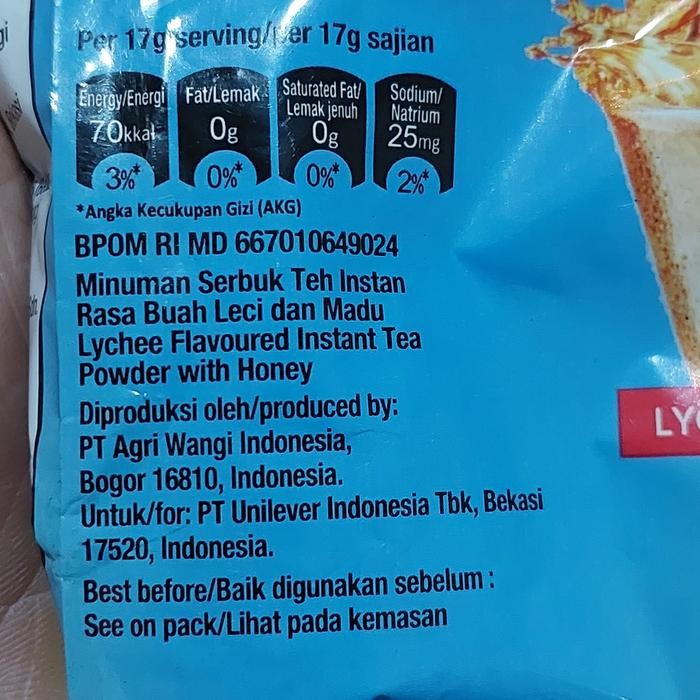 Per 17g serving/per 17g sajian
Energy/Energi
70kkal
3%*
Fat/Lemak
0g
0%*
Saturated Fat/
Lemak jenuh
0g
0%*
Sodium/
Natrium
25mg
2%*
*Angka Kecukupan Gizi (AKG)
BPOM RI MD 667010649024
Minuman Serbuk Teh Instan
Rasa Buah Leci dan Madu
Lychee Flavoured Instant Tea
Powder with Honey
Diproduksi oleh/produced by:
PT Agri Wangi Indonesia,
Bogor 16810, Indonesia.
Untuk/for: PT Unilever Indonesia Tbk, Bekasi
17520, Indonesia.
Best before/Baik digunakan sebelum :
See on pack/Lihat pada kemasan
LY